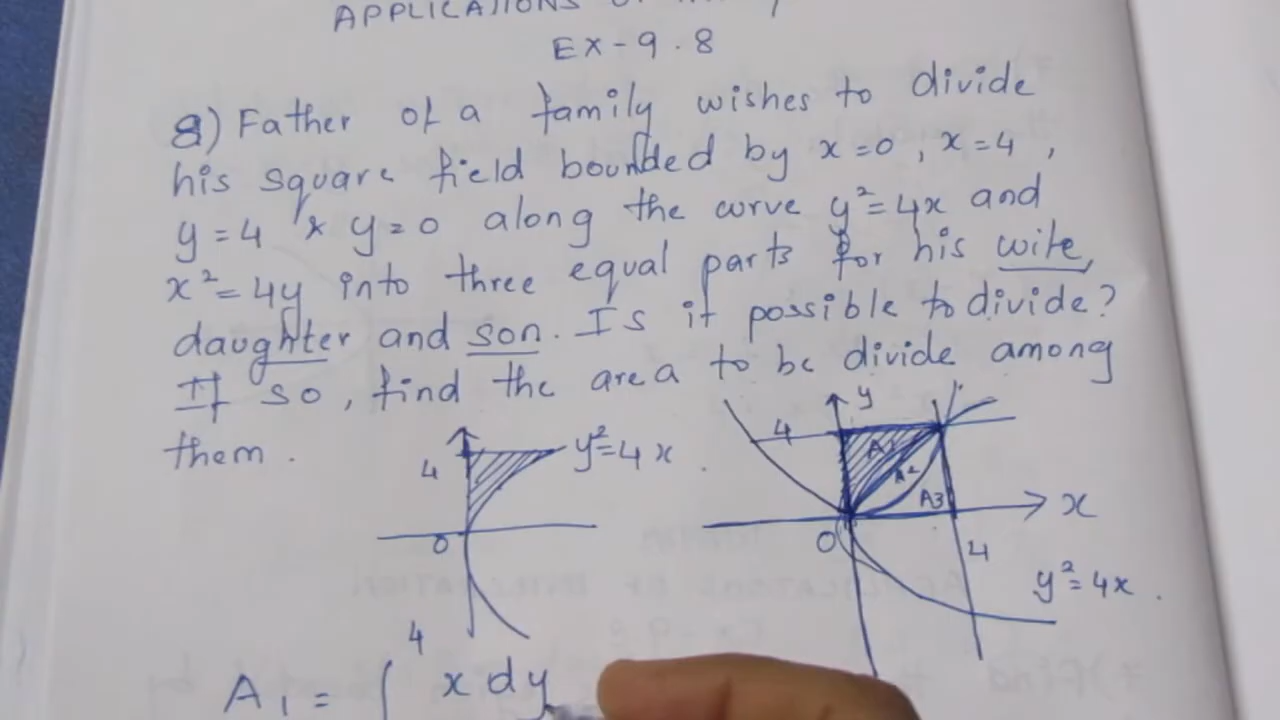 APPLICATIONS OF
EX-9.8
8) Father of a family wishes to divide
his square field bounded by x=0, x=4,
y=4 & y=0 along the curve y²=4x and
x²=4y into three equal parts for his wife,
daughter and son. Is it possible to divide?
If so, find the area to be divide among
them.
4
y²=4x
0
y
4
A1
A2
A3
x
0
4
y²=4x.
A₁ = ∫ 4 x dy